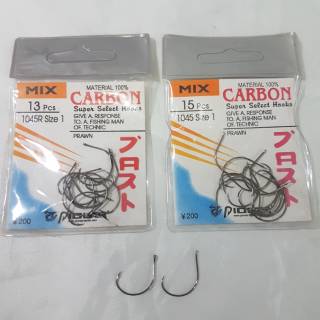 MIX
13 Pcs
1045R Size 1
MATERIAL 100%
CARBON
Super Select Hooks
GIVE A RESPONSE
TO. A. FISHING MAN
OF. TECHNIC
PRAWN
プロスト
¥200
PIONEER
MIX
15 Pcs
1045 Size 1
MATERIAL 100%
CARBON
Super Select Hooks
GIVE A. RESPONSE
TO. A. FISHING MAN
OF. TECHNIC
PRAWN
プロスト
¥200
PIONEER